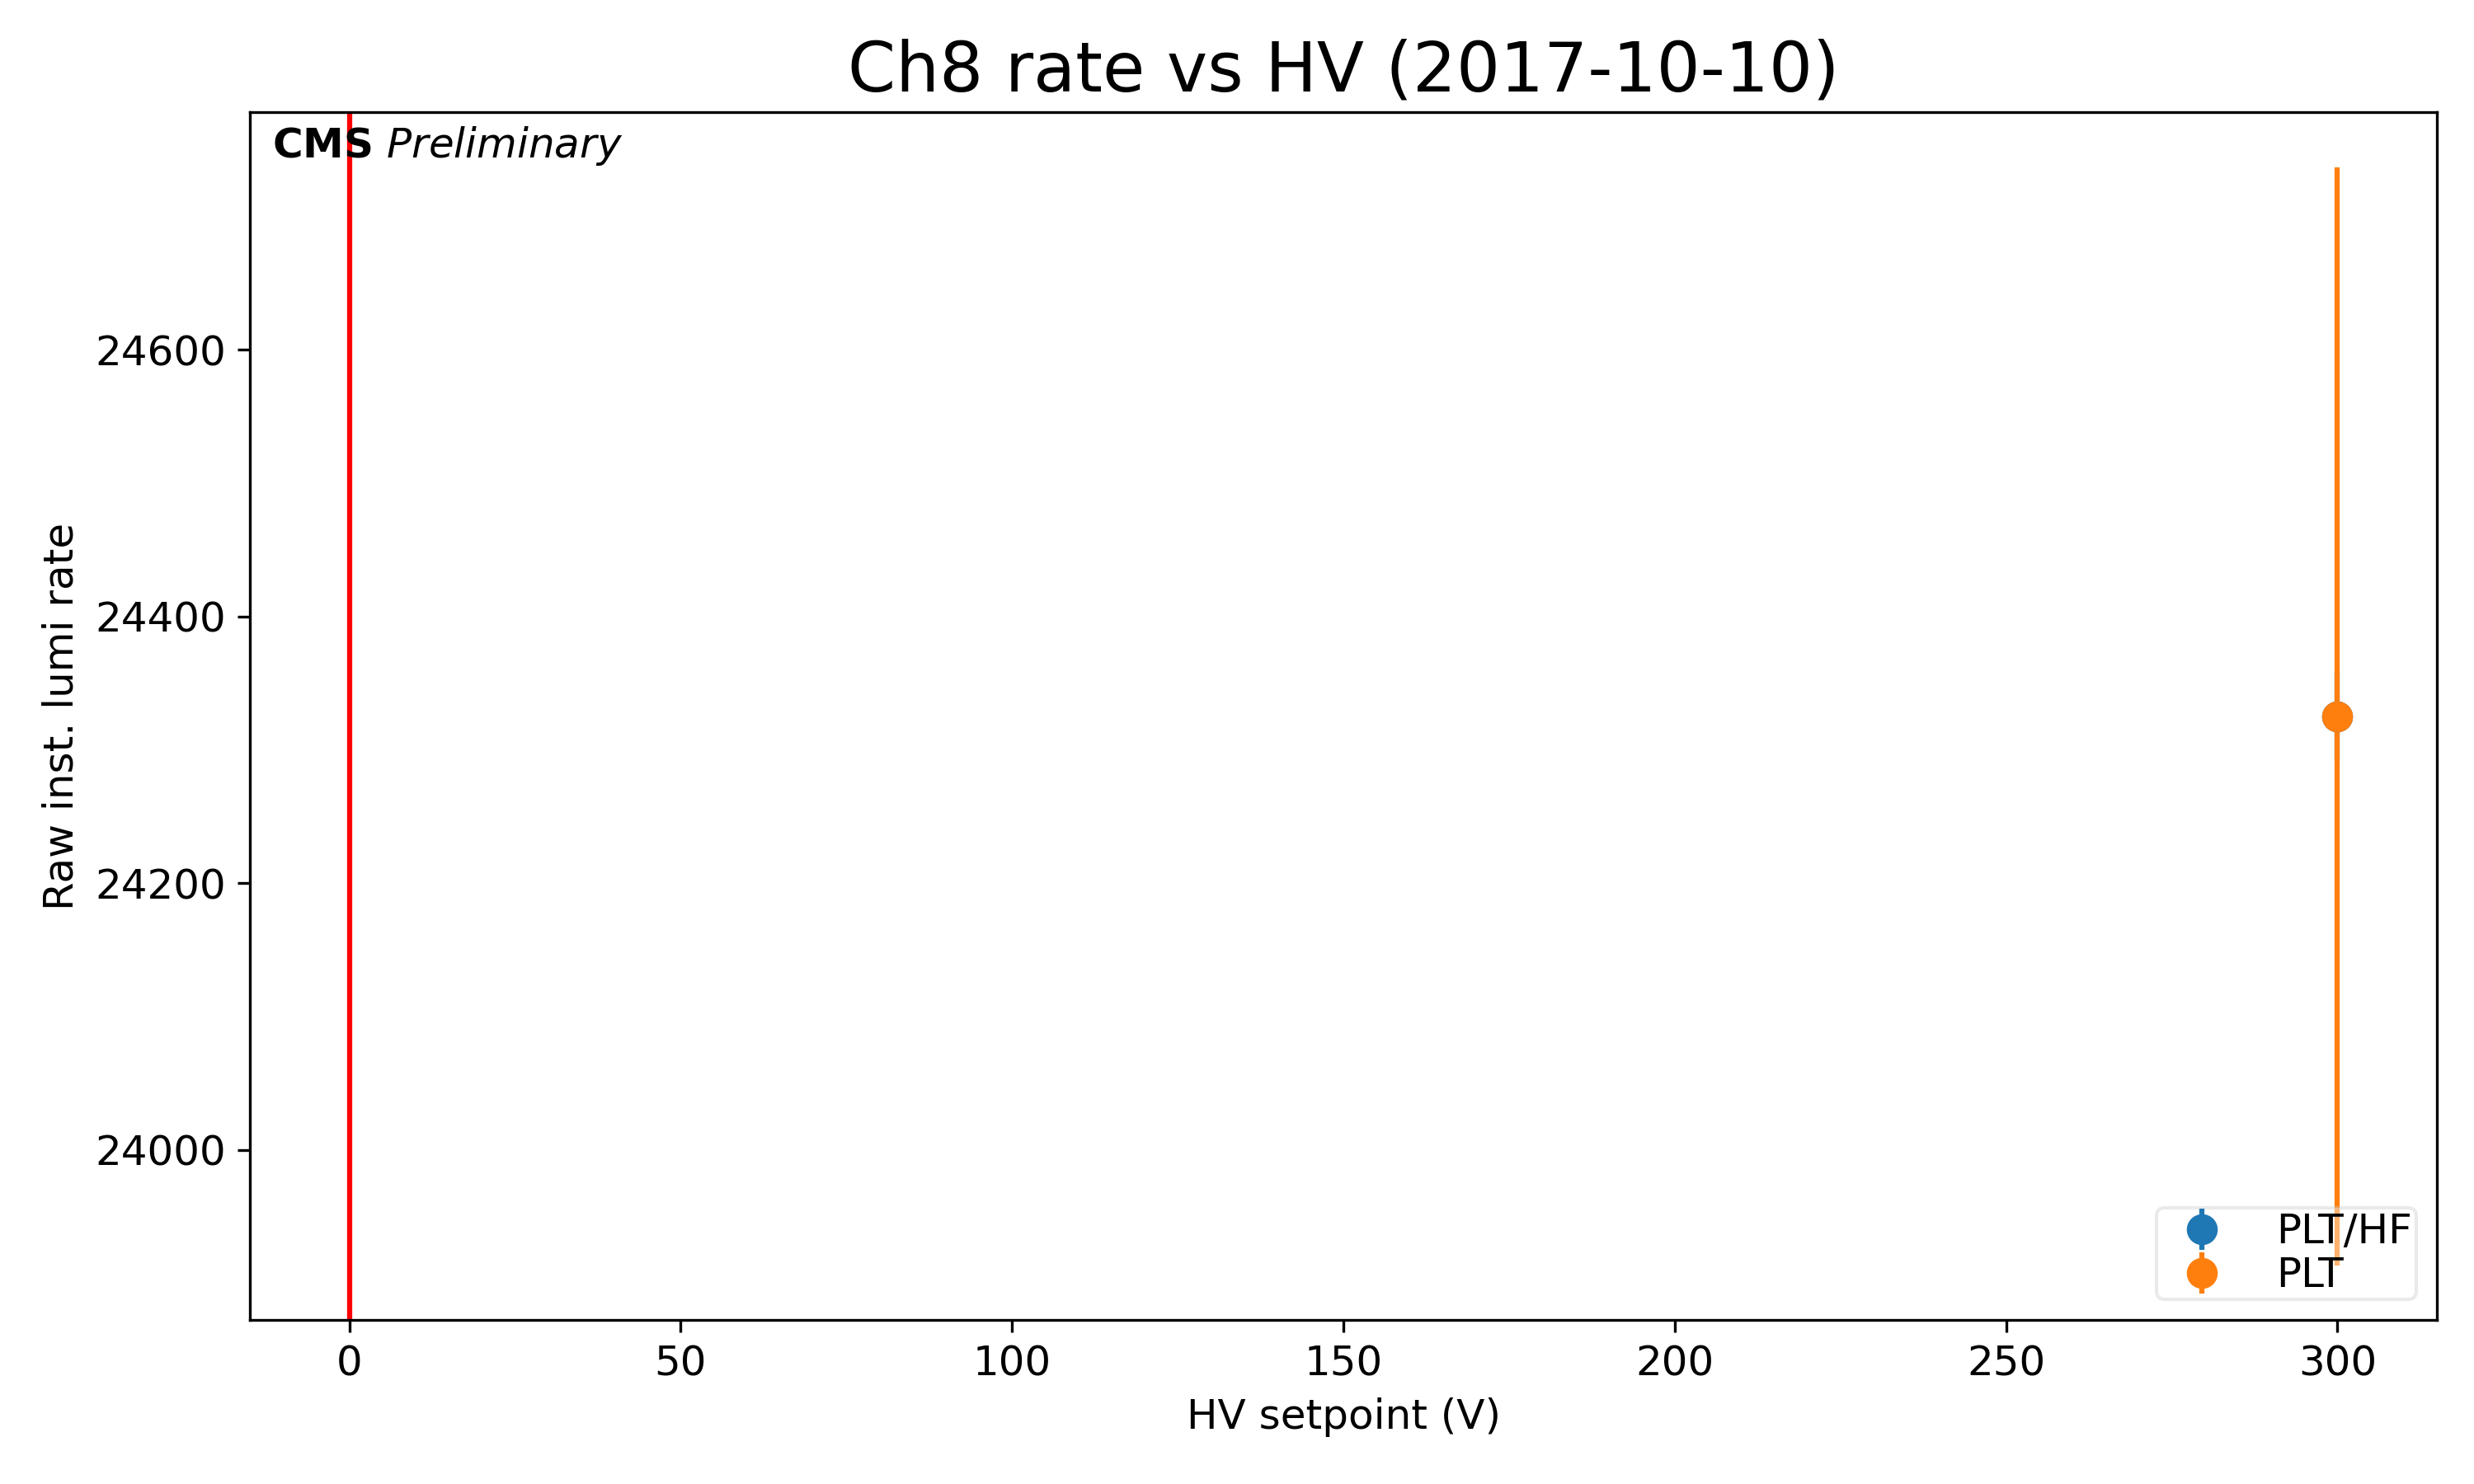 Ch8 rate vs HV (2017-10-10)
CMS Preliminary
Raw inst. lumi rate
24600
24400
24200
24000
PLT/HF
PLT
0 50 100 150 200 250 300
HV setpoint (V)